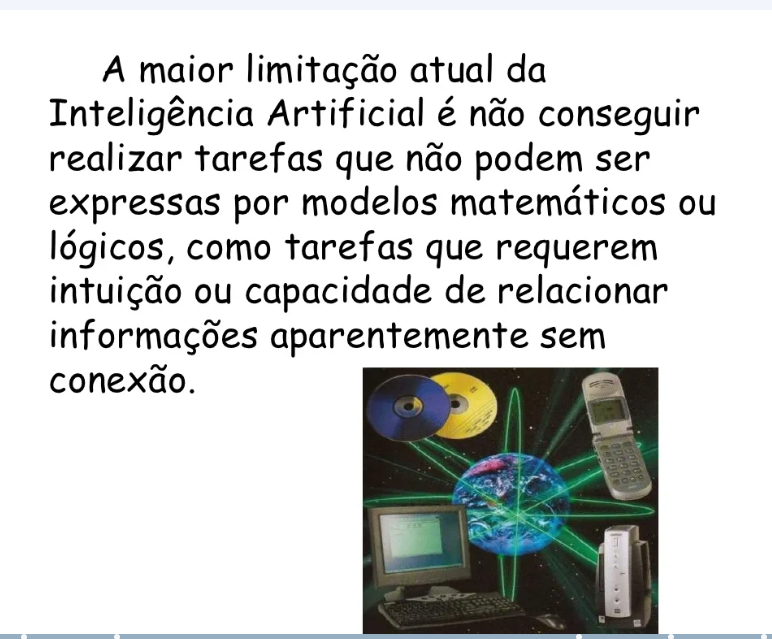 A maior limitação atual da
Inteligência Artificial é não conseguir
realizar tarefas que não podem ser
expressas por modelos matemáticos ou
lógicos, como tarefas que requerem
intuição ou capacidade de relacionar
informações aparentemente sem
conexão.